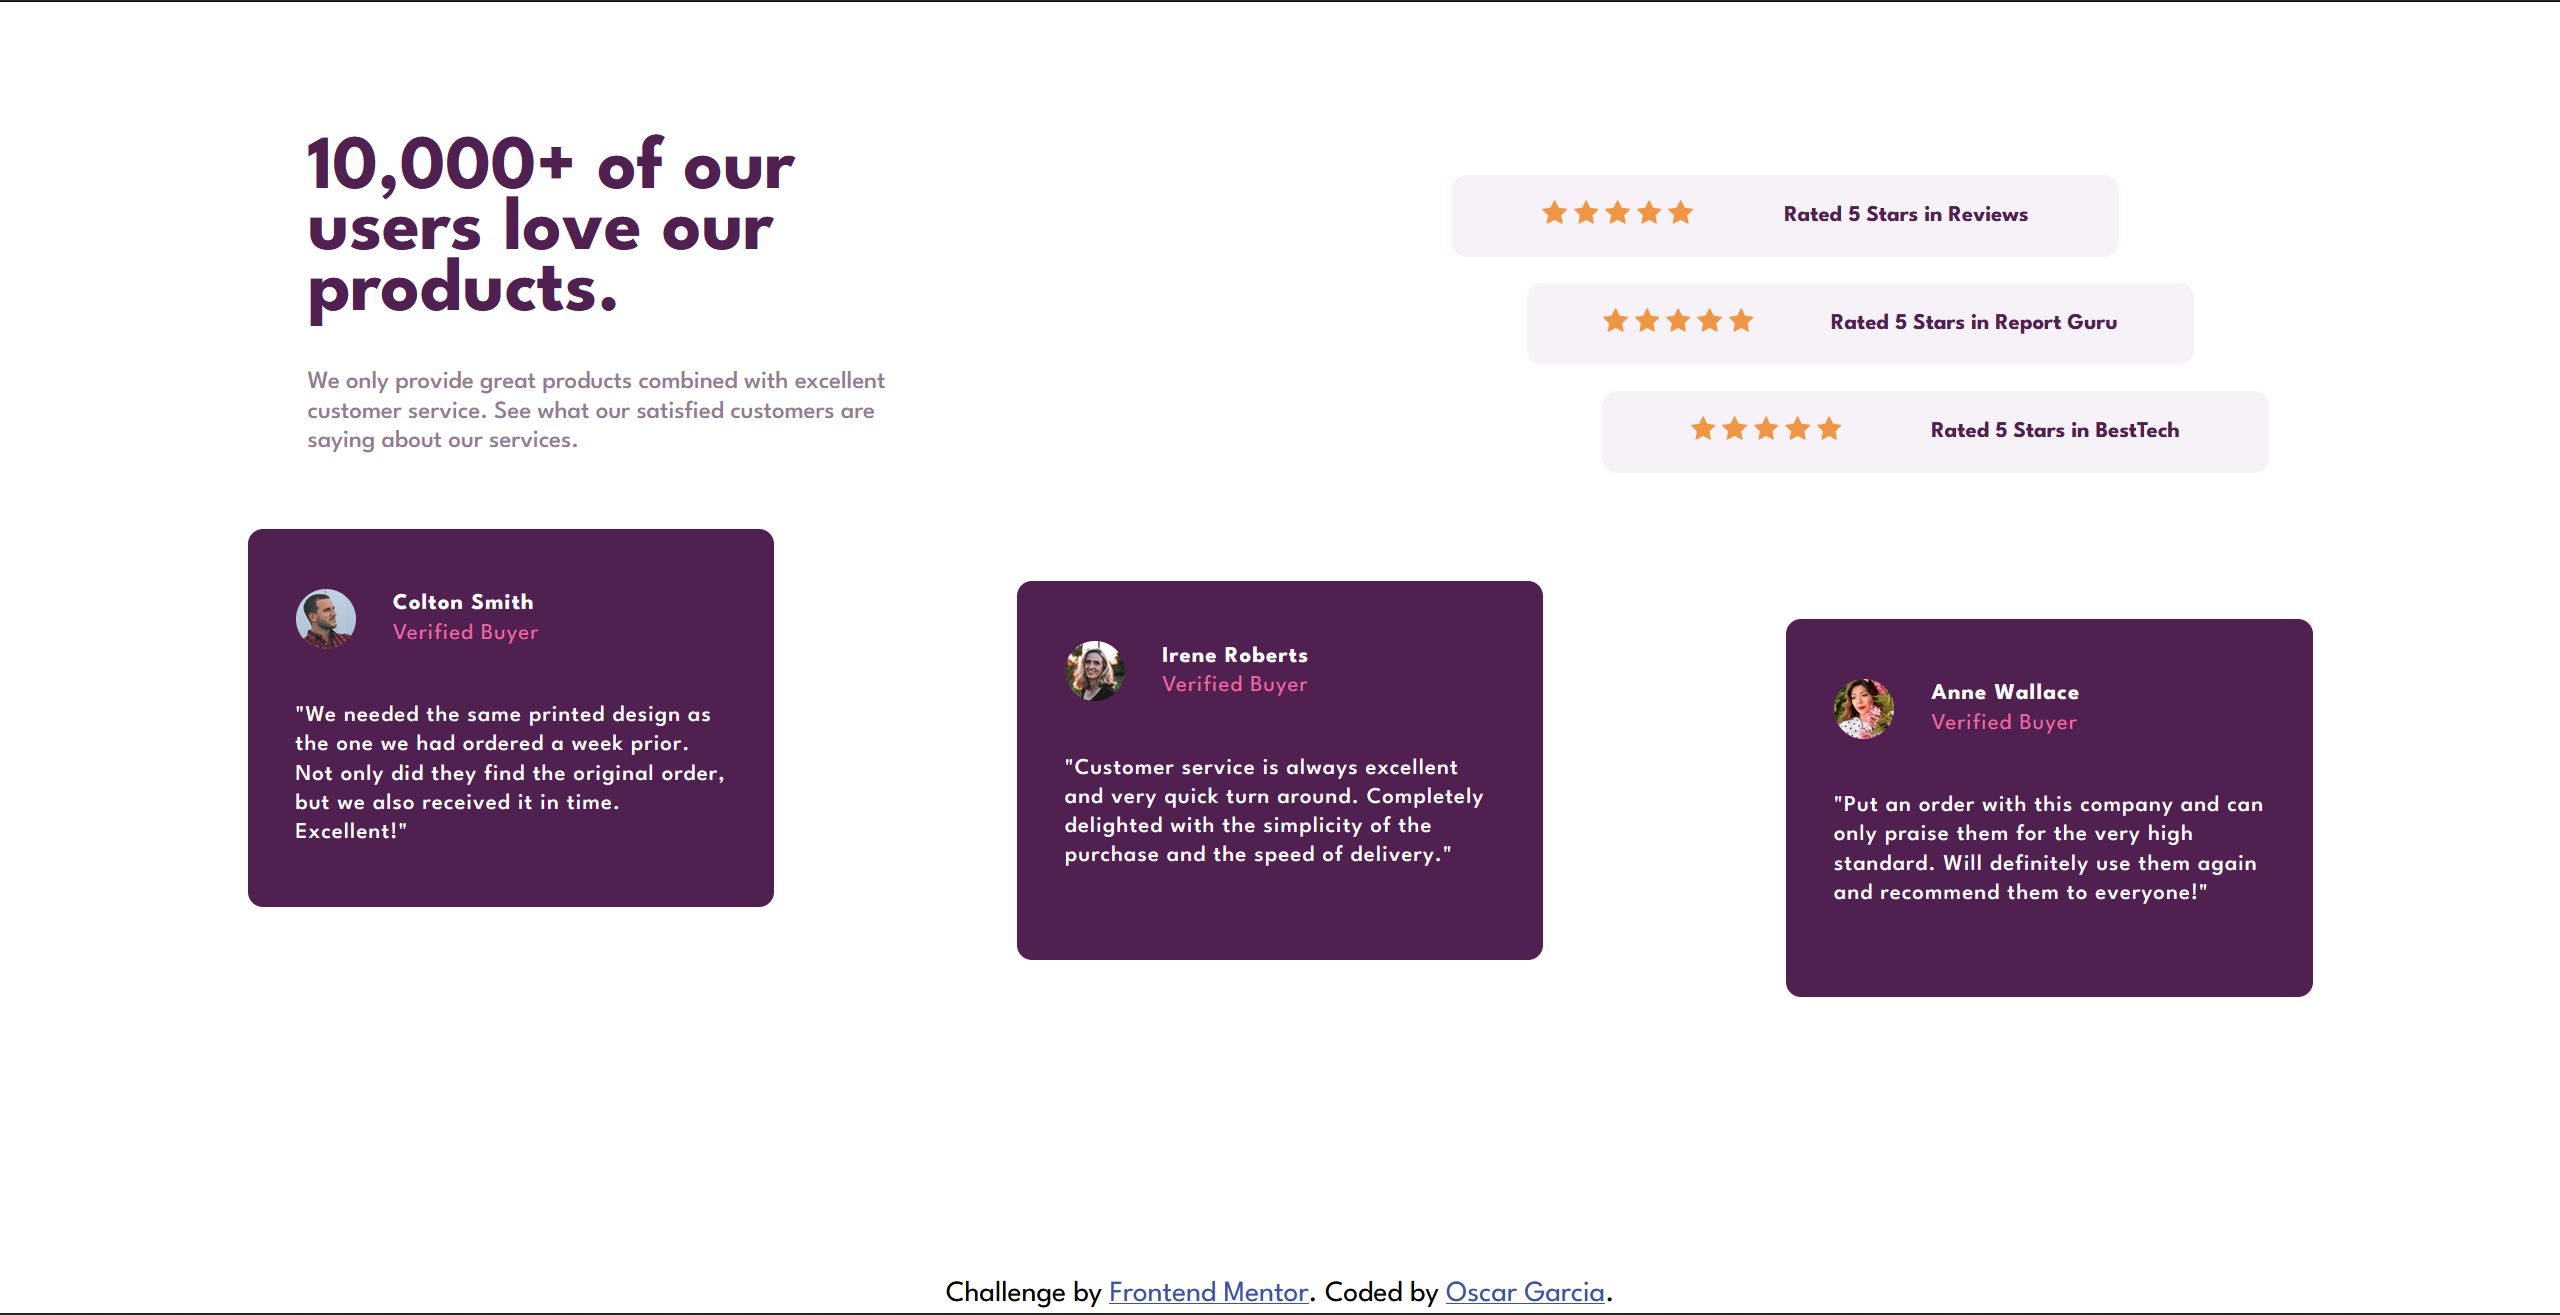 10,000+ of our
users love our
products.
We only provide great products combined with excellent
customer service. See what our satisfied customers are
saying about our services.
Rated 5 Stars in Reviews
Rated 5 Stars in Report Guru
Rated 5 Stars in BestTech
Colton Smith
Verified Buyer
"We needed the same printed design as
the one we had ordered a week prior.
Not only did they find the original order,
but we also received it in time.
Excellent!"
Irene Roberts
Verified Buyer
"Customer service is always excellent
and very quick turn around. Completely
delighted with the simplicity of the
purchase and the speed of delivery."
Anne Wallace
Verified Buyer
"Put an order with this company and can
only praise them for the very high
standard. Will definitely use them again
and recommend them to everyone!"
Challenge by Frontend Mentor. Coded by Oscar Garcia.